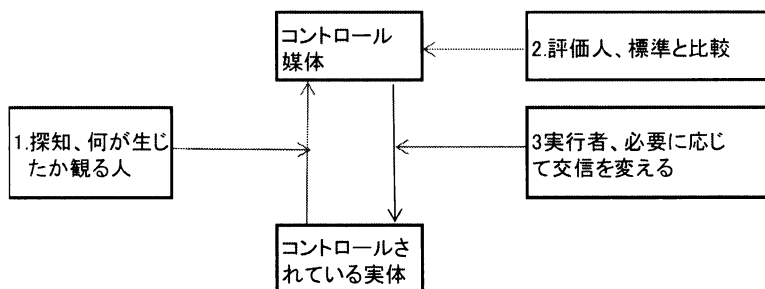 コントロール
媒体
2.評価人、標準と比較
1.探知、何が生じ
たか観る人
3実行者、必要に応じ
て交信を変える
コントロールさ
れている実体